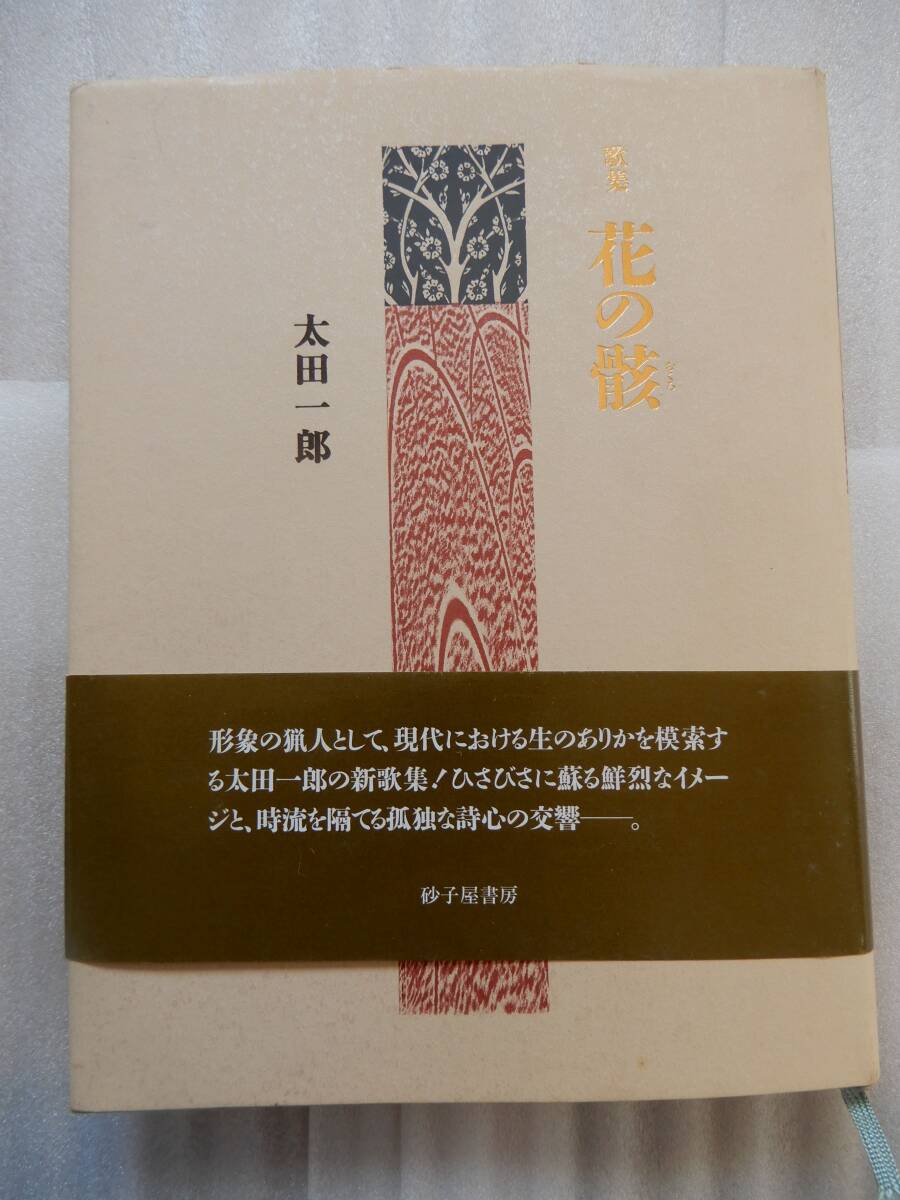 歌集
花の骸
むくろ
太田一郎
形象の猟人として、現代における生のありかを模索す
る太田一郎の新歌集!ひさびさに蘇る鮮烈なイメー
ジと、時流を隔てる孤独な詩心の交響――。
砂子屋書房